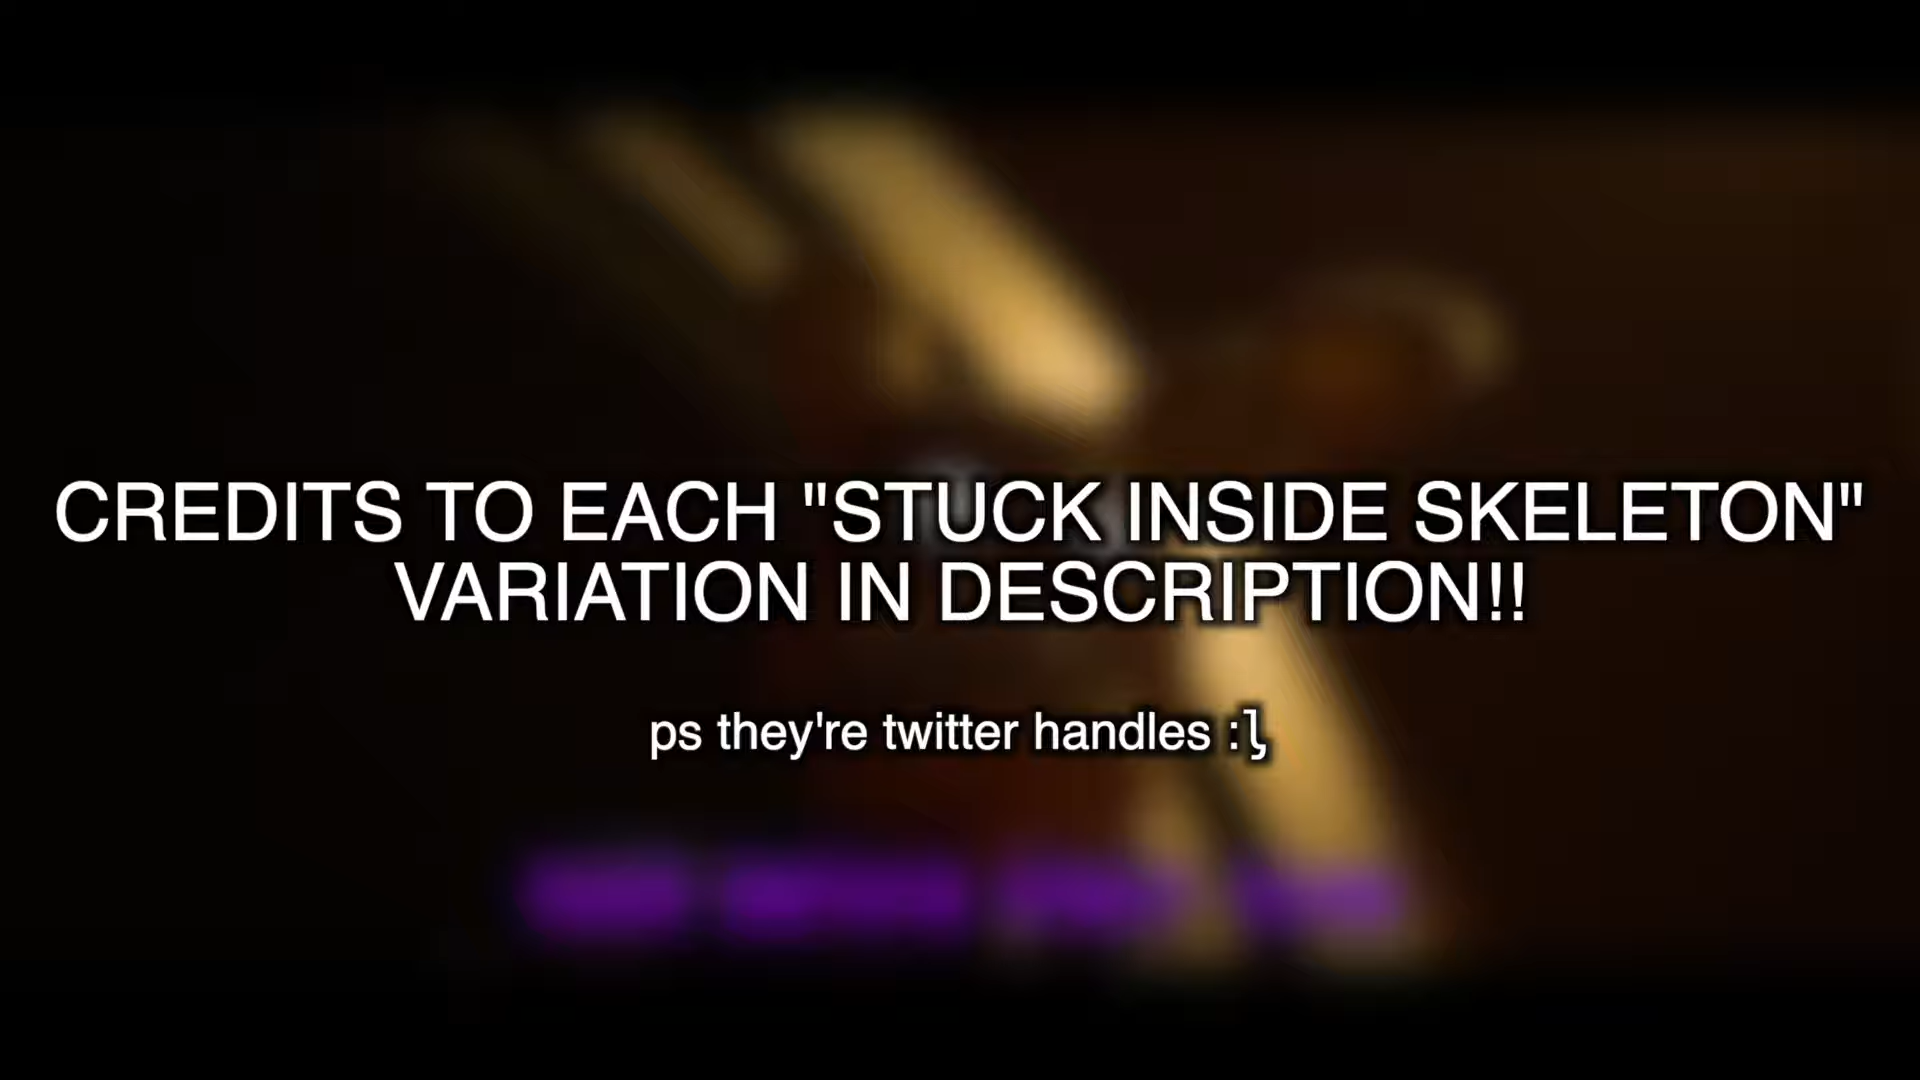 CREDITS TO EACH "STUCK INSIDE SKELETON"
VARIATION IN DESCRIPTION!!
ps they're twitter handles :]